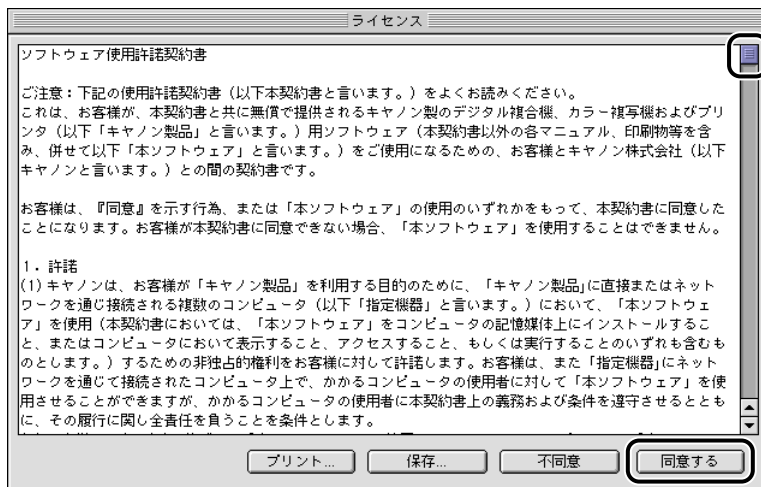 ライセンス
ソフトウェア使用許諾契約書
ご注意：下記の使用許諾契約書（以下本契約書と言います。）をよくお読みください。
これは、お客様が、本契約書と共に無償で提供されるキヤノン製のデジタル複合機、カラー複写機およびプリ
ンタ（以下「キヤノン製品」と言います。）用ソフトウェア（本契約書以外の各マニュアル、印刷物等を含
み、併せて以下「本ソフトウェア」と言います。）をご使用になるための、お客様とキヤノン株式会社（以下
キヤノンと言います。）との間の契約書です。
お客様は、『同意』を示す行為、または「本ソフトウェア」の使用のいずれかをもって、本契約書に同意した
ことになります。お客様が本契約書に同意できない場合、「本ソフトウェア」を使用することはできません。
１．許諾
(1)キヤノンは、お客様が「キヤノン製品」を利用する目的のために、「キヤノン製品」に直接またはネット
ワークを通じ接続される複数のコンピュータ（以下「指定機器」と言います。）において、「本ソフトウェ
ア」を使用（本契約書においては、「本ソフトウェア」をコンピュータの記憶媒体上にインストールするこ
と、またはコンピュータにおいて表示すること、アクセスすること、もしくは実行することのいずれも含むも
のとします。）するための非独占的権利をお客様に対して許諾します。お客様は、また「指定機器」にネット
ワークを通じて接続されたコンピュータ上で、かかるコンピュータの使用者に対して「本ソフトウェア」を使
用させることができますが、かかるコンピュータの使用者に本契約書上の義務および条件を遵守させるととも
に、その履行に関し全責任を負うことを条件とします。
プリント... 保存... 不同意 同意する